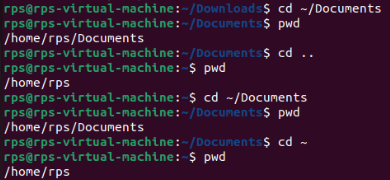 rps@rps-virtual-machine:~/Downloads$ cd ~/Documents
rps@rps-virtual-machine:~/Documents$ pwd
/home/rps/Documents
rps@rps-virtual-machine:~/Documents$ cd ..
rps@rps-virtual-machine:~$ pwd
/home/rps
rps@rps-virtual-machine:~$ cd ~/Documents
rps@rps-virtual-machine:~/Documents$ pwd
/home/rps/Documents
rps@rps-virtual-machine:~/Documents$ cd ~
rps@rps-virtual-machine:~$ pwd
/home/rps